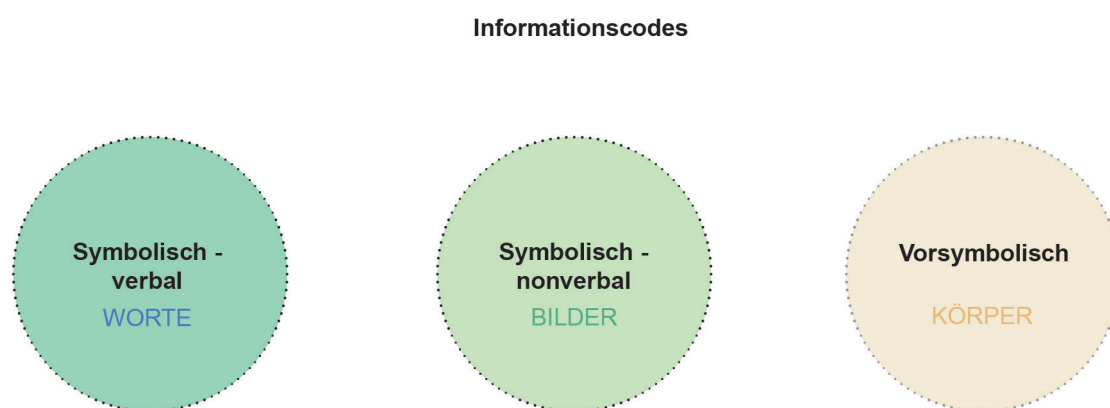 Informationscodes
Symbolisch -
verbal
WORTE
Symbolisch -
nonverbal
BILDER
Vorsymbolisch
KÖRPER